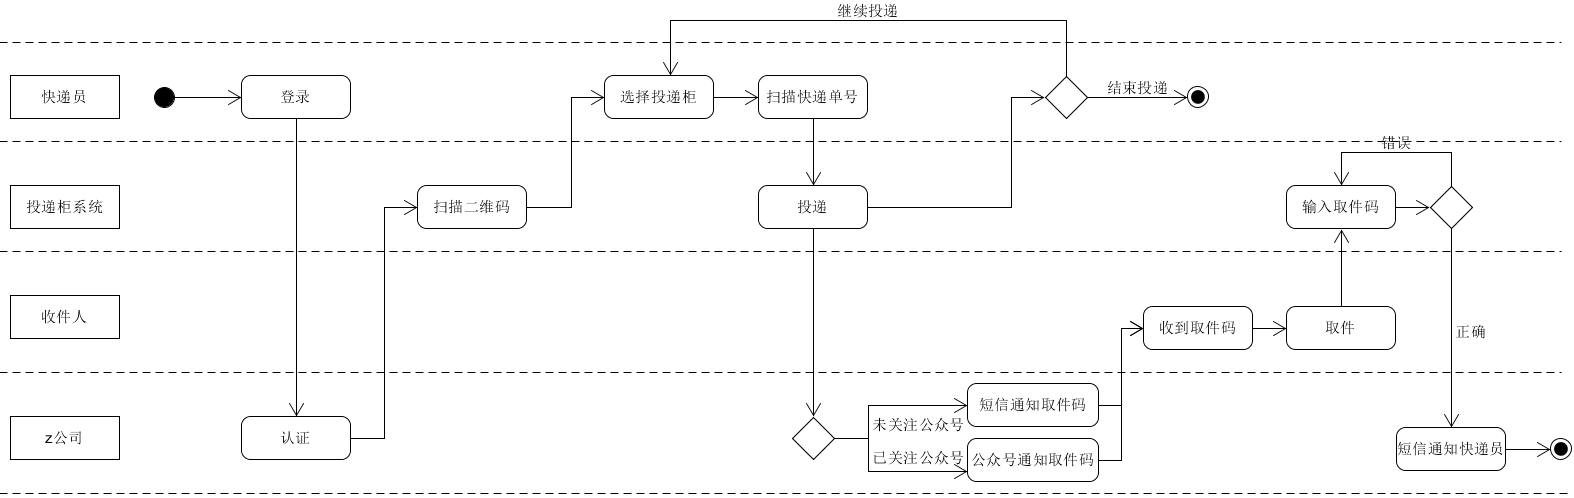 继续投递
快递员
登录
选择投递柜
扫描快递单号
结束投递
错误
投递柜系统
扫描二维码
投递
输入取件码
收件人
收到取件码
取件
正确
z公司
认证
短信通知取件码
未关注公众号
已关注公众号
公众号通知取件码
短信通知快递员